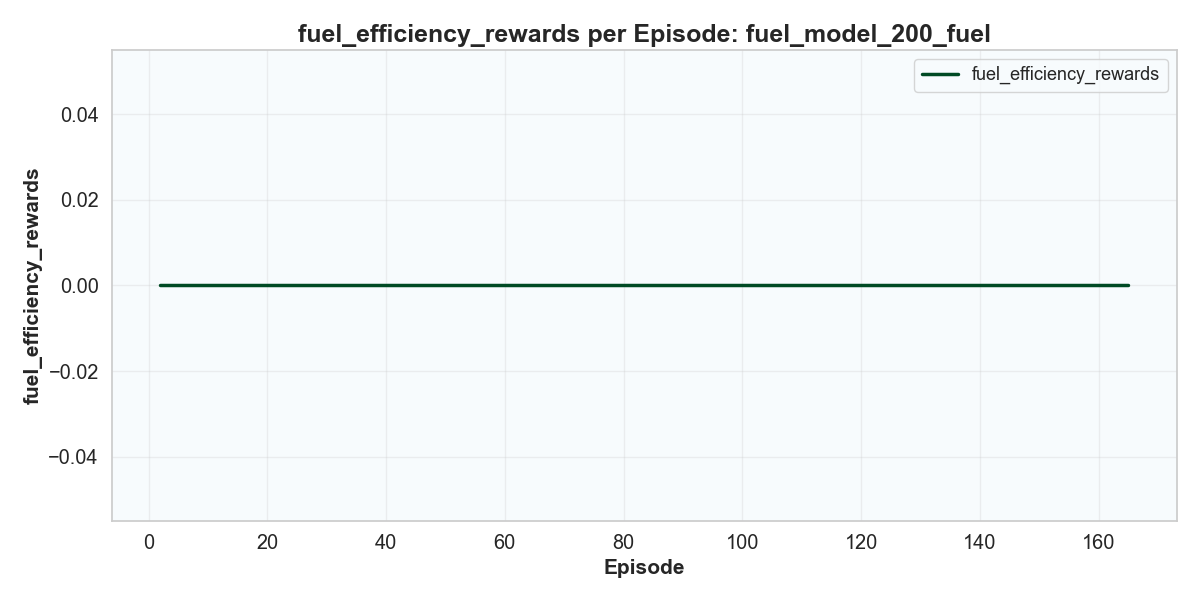 fuel_efficiency_rewards per Episode: fuel_model_200_fuel
fuel_efficiency_rewards
fuel_efficiency_rewards
0.04
0.02
0.00
−0.02
−0.04
0 20 40 60 80 100 120 140 160
Episode